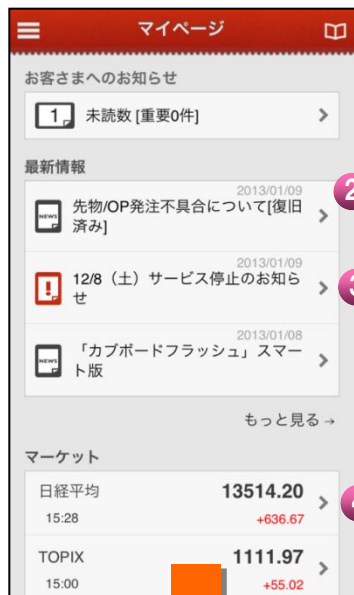 マイページ
お客さまへのお知らせ
1 未読数 [重要0件]
最新情報
2013/01/09
NEWS 先物/OP発注不具合について[復旧
済み]
2
2013/01/09
12/8（土）サービス停止のお知ら
せ
3
2013/01/08
NEWS 「カブボードフラッシュ」スマー
ト版
もっと見る→
マーケット
日経平均 13514.20
15:28 +636.67
4
TOPIX 1111.97
15:00 +55.02